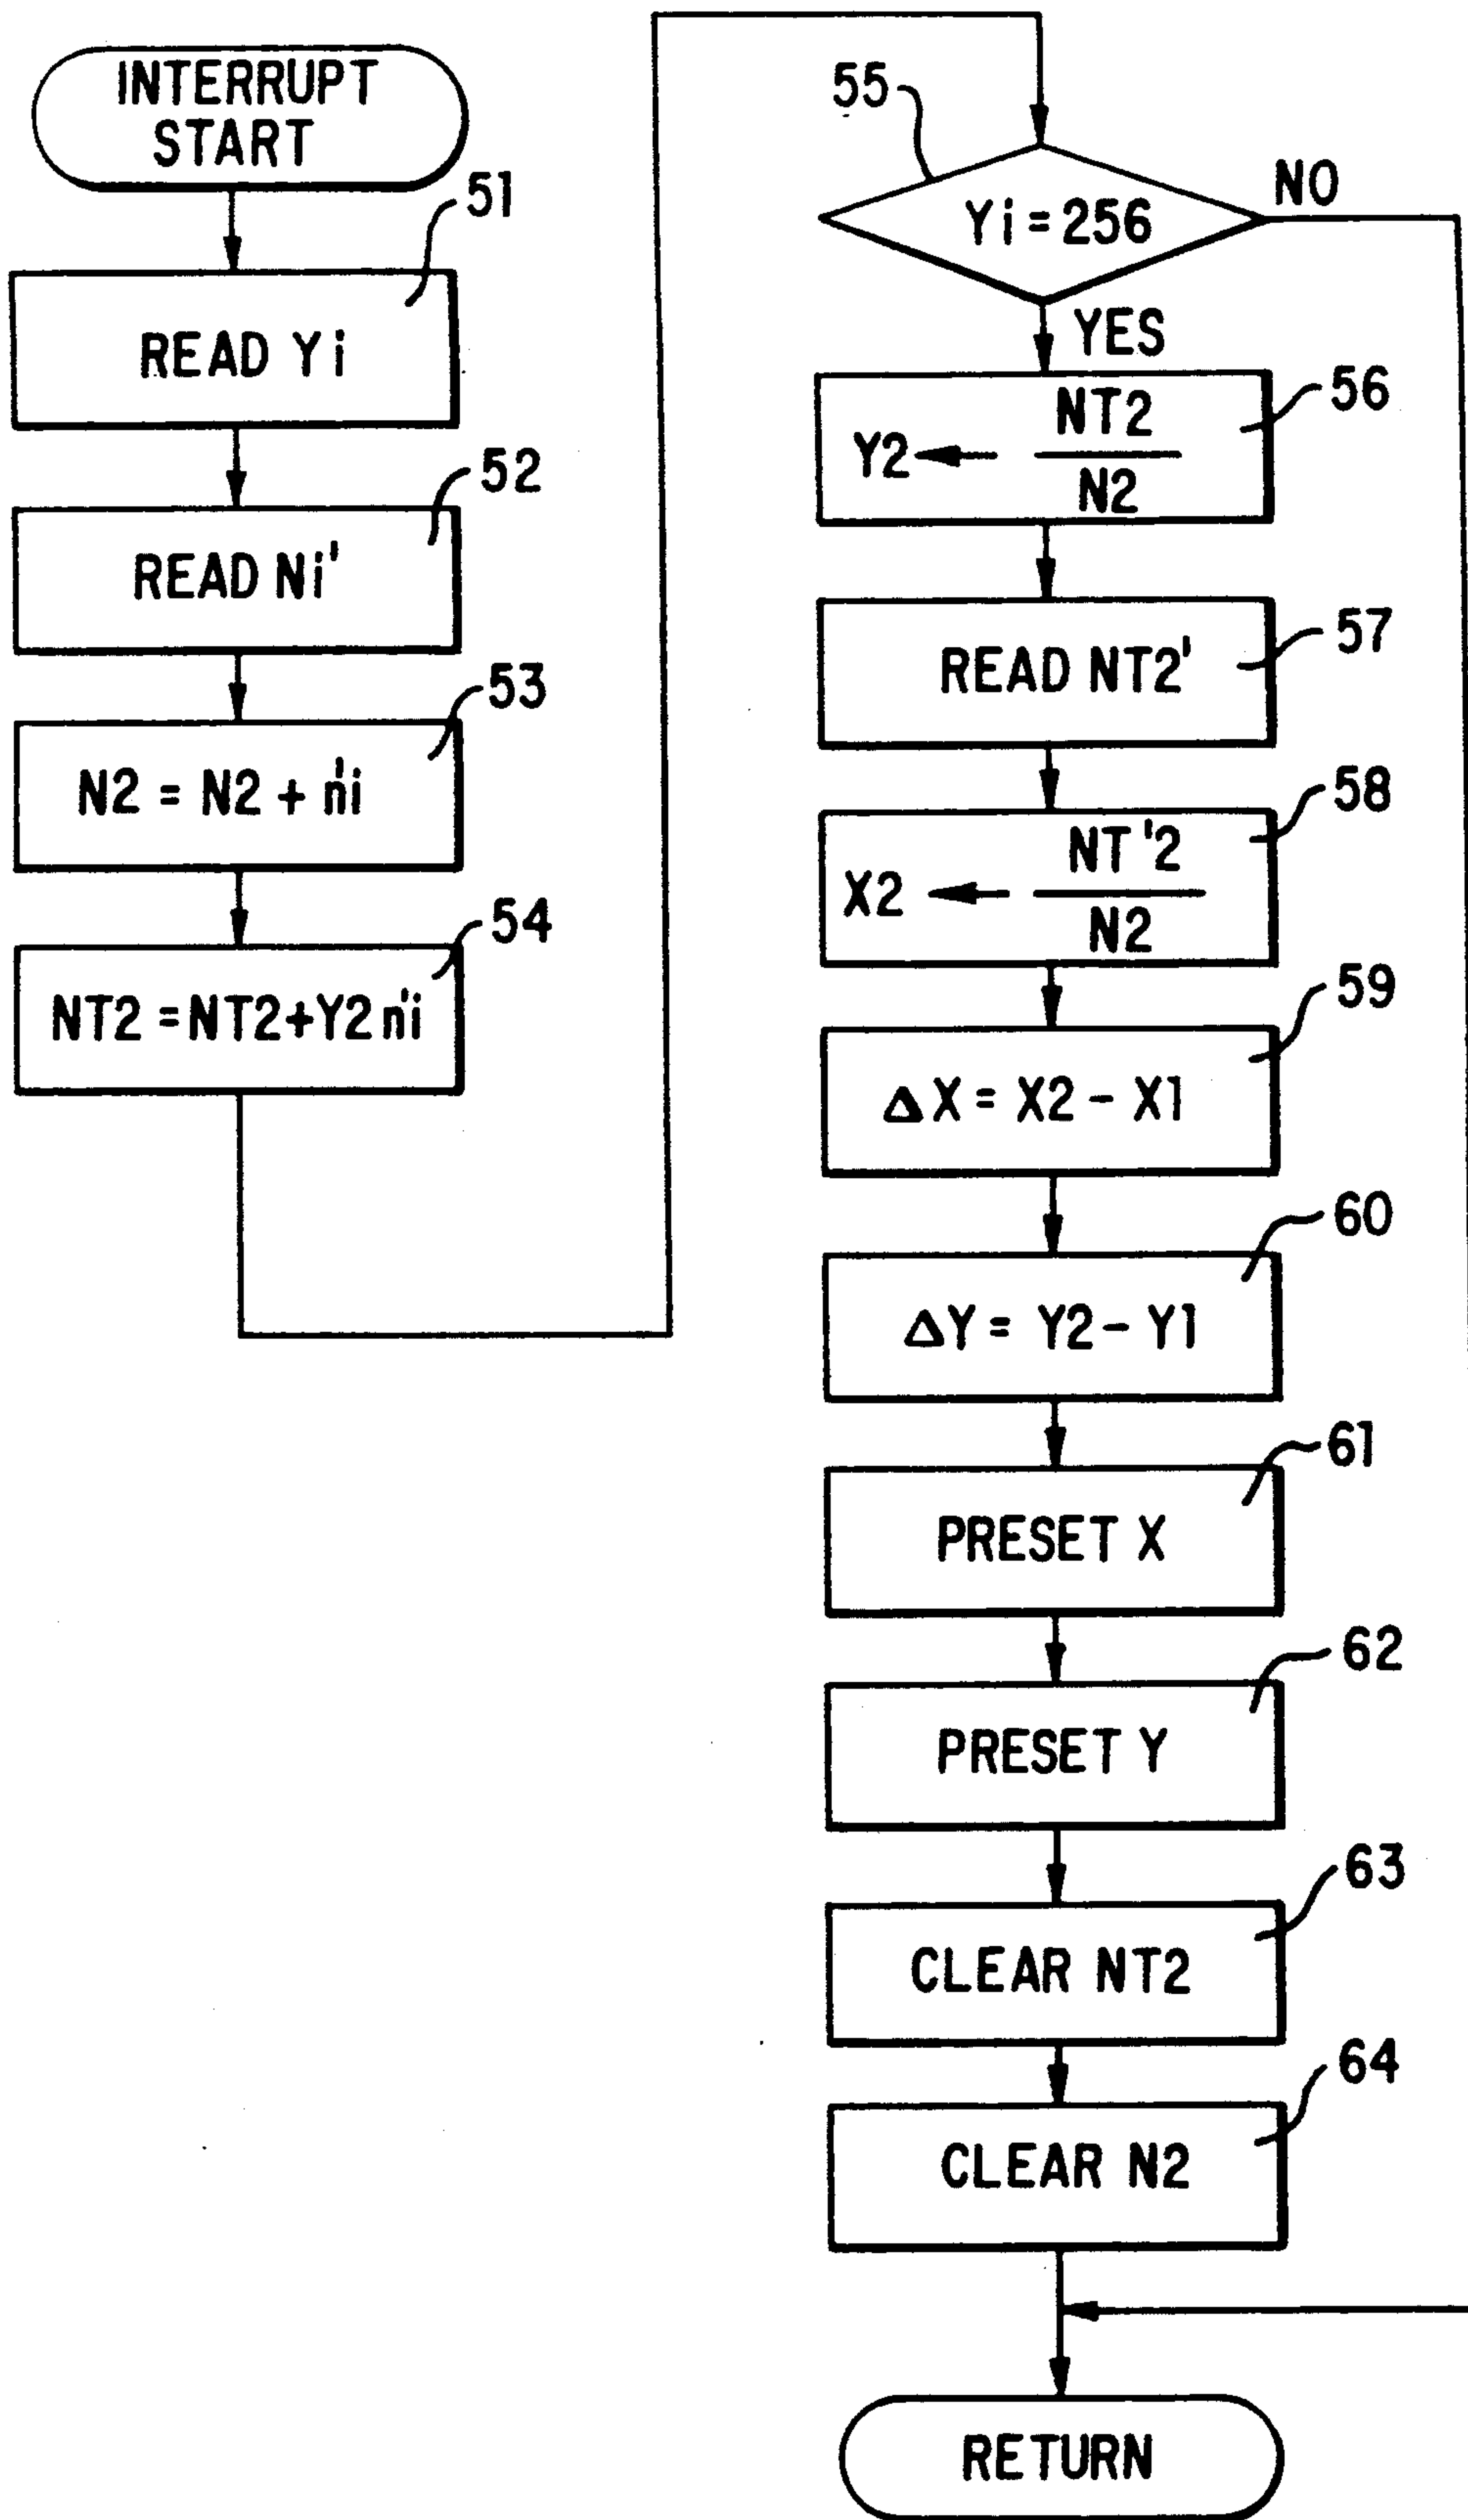 INTERRUPT
START
51
READ Yi
52
READ Ni'
53
N2 = N2 + n'i
54
NT2 = NT2+Y2 n'i
55
Yi = 256
NO
YES
56
Y2 ← NT2
N2
57
READ NT2'
58
X2 ← NT'2
N2
59
ΔX = X2 - X1
60
ΔY = Y2 - Y1
61
PRESET X
62
PRESET Y
63
CLEAR NT2
64
CLEAR N2
RETURN